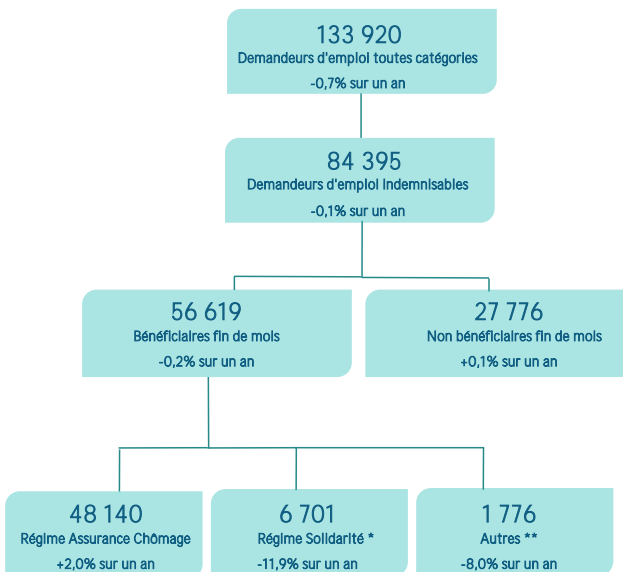 133 920
Demandeurs d'emploi toutes catégories
-0,7% sur un an
84 395
Demandeurs d'emploi indemnisables
-0,1% sur un an
56 619
Bénéficiaires fin de mois
-0,2% sur un an
27 776
Non bénéficiaires fin de mois
+0,1% sur un an
48 140
Régime Assurance Chômage
+2,0% sur un an
6 701
Régime Solidarité *
-11,9% sur un an
1 776
Autres **
-8,0% sur un an